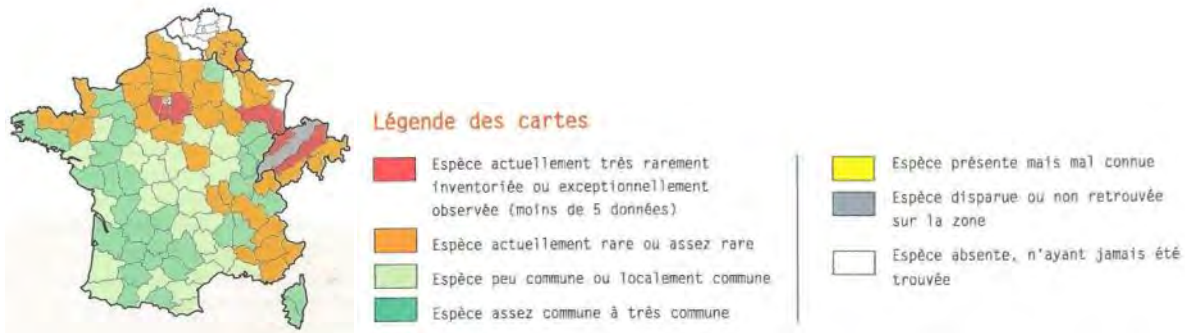 Légende des cartes
Espèce actuellement très rarement
inventoriée ou exceptionnellement
observée (moins de 5 données)
Espèce actuellement rare ou assez rare
Espèce peu commune ou localement commune
Espèce assez commune à très commune
Espèce présente mais mal connue
Espèce disparue ou non retrouvée
sur la zone
Espèce absente, n'ayant jamais été
trouvée